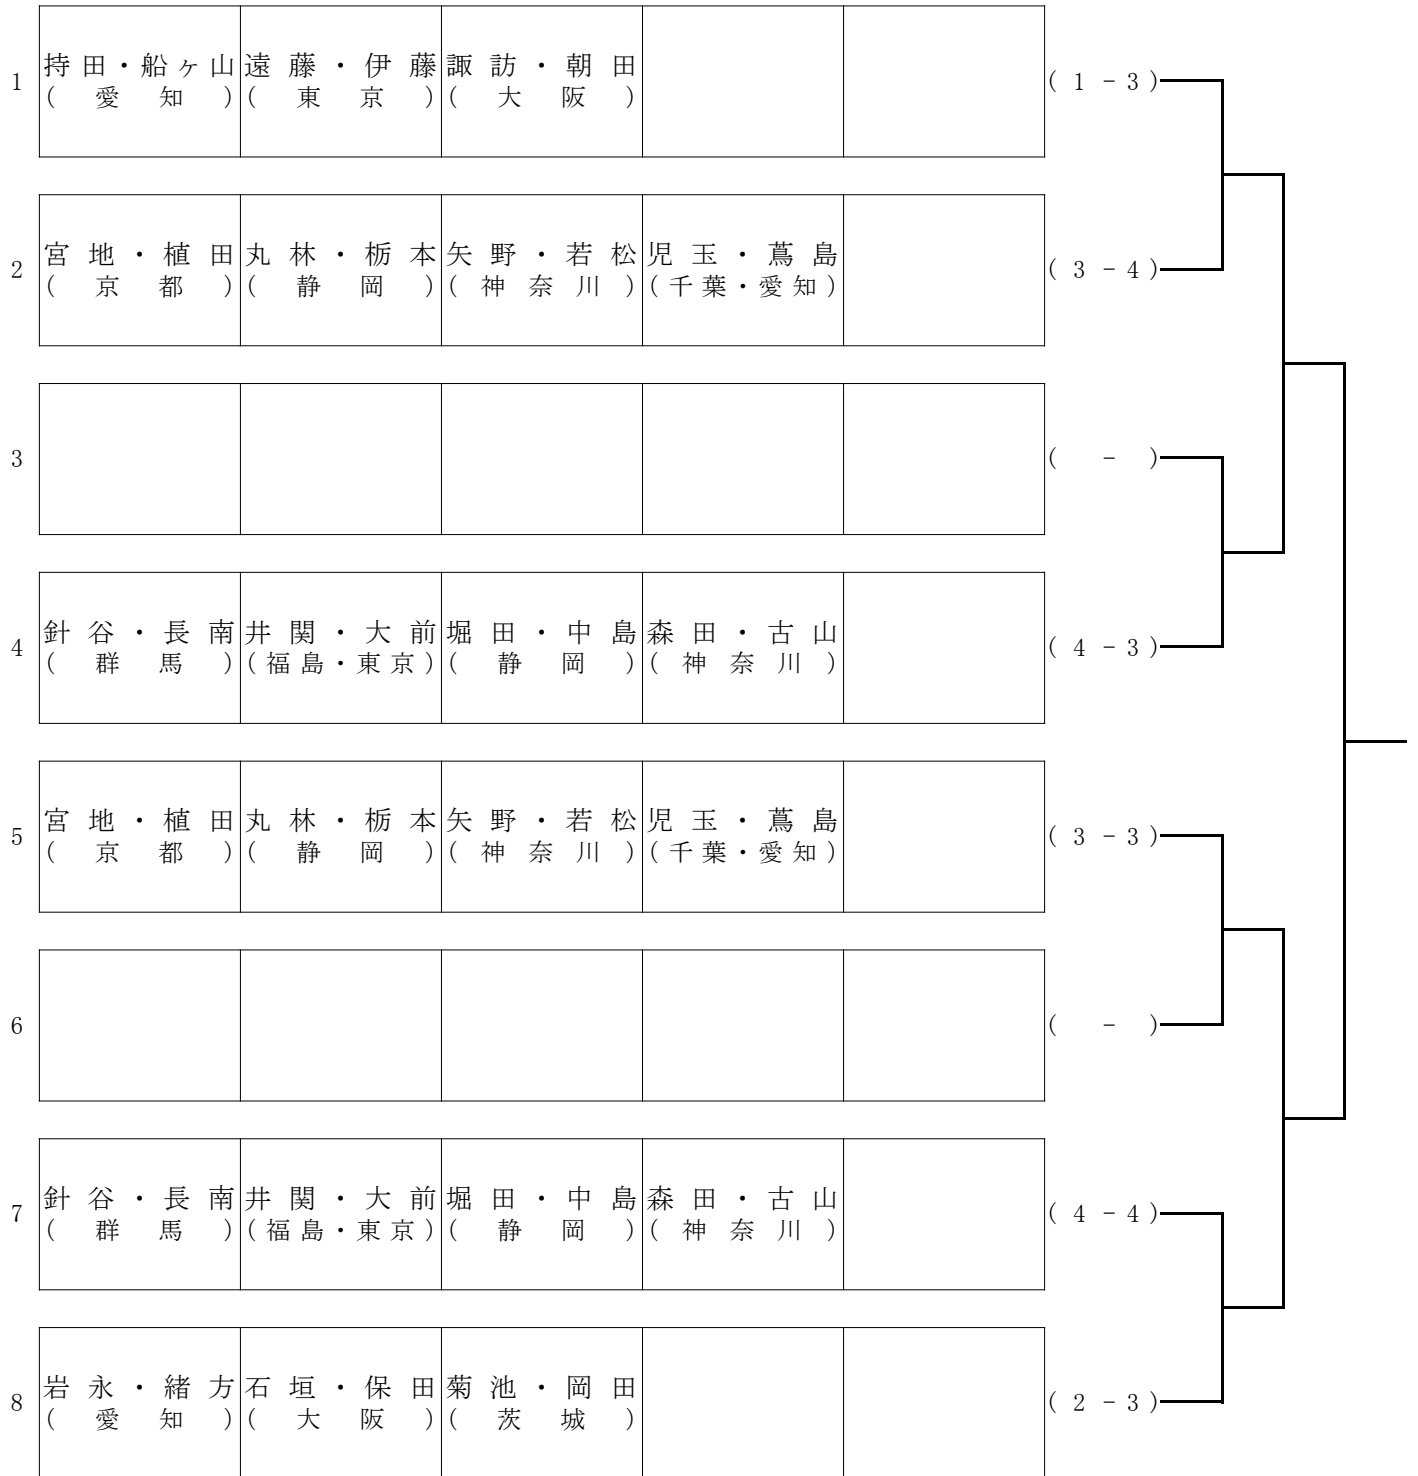 1 持田・船ヶ山 遠藤・伊藤 諏訪・朝田 ( 1 - 3 )
(愛知) (東京) (大阪)
2 宮地・植田 丸林・栃本 矢野・若松 児玉・蔦島 ( 3 - 4 )
(京都) (静岡) (神奈川) (千葉・愛知)
3 ( - )
4 針谷・長南 井関・大前 堀田・中島 森田・古山 ( 4 - 3 )
(群馬) (福島・東京) (静岡) (神奈川)
5 宮地・植田 丸林・栃本 矢野・若松 児玉・蔦島 ( 3 - 3 )
(京都) (静岡) (神奈川) (千葉・愛知)
6 ( - )
7 針谷・長南 井関・大前 堀田・中島 森田・古山 ( 4 - 4 )
(群馬) (福島・東京) (静岡) (神奈川)
8 岩永・緒方 石垣・保田 菊池・岡田 ( 2 - 3 )
(愛知) (大阪) (茨城)